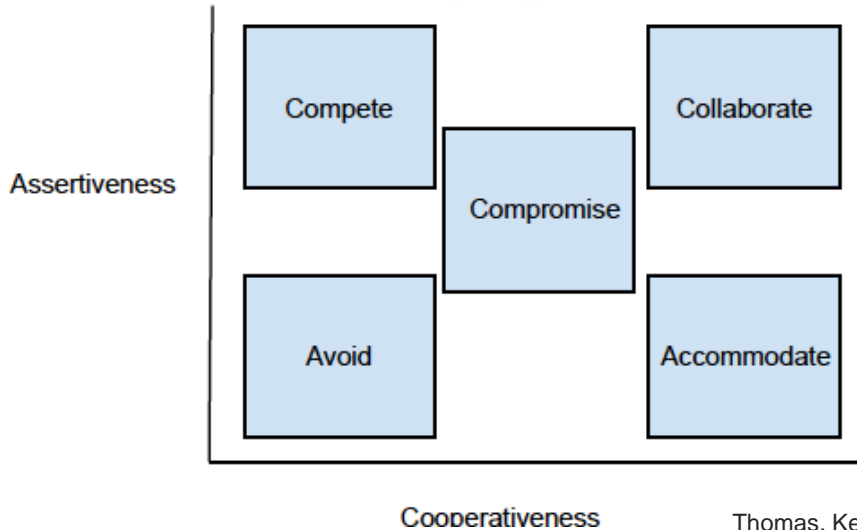 Compete
Collaborate
Assertiveness
Compromise
Avoid
Accommodate
Cooperativeness
Thomas, Ke